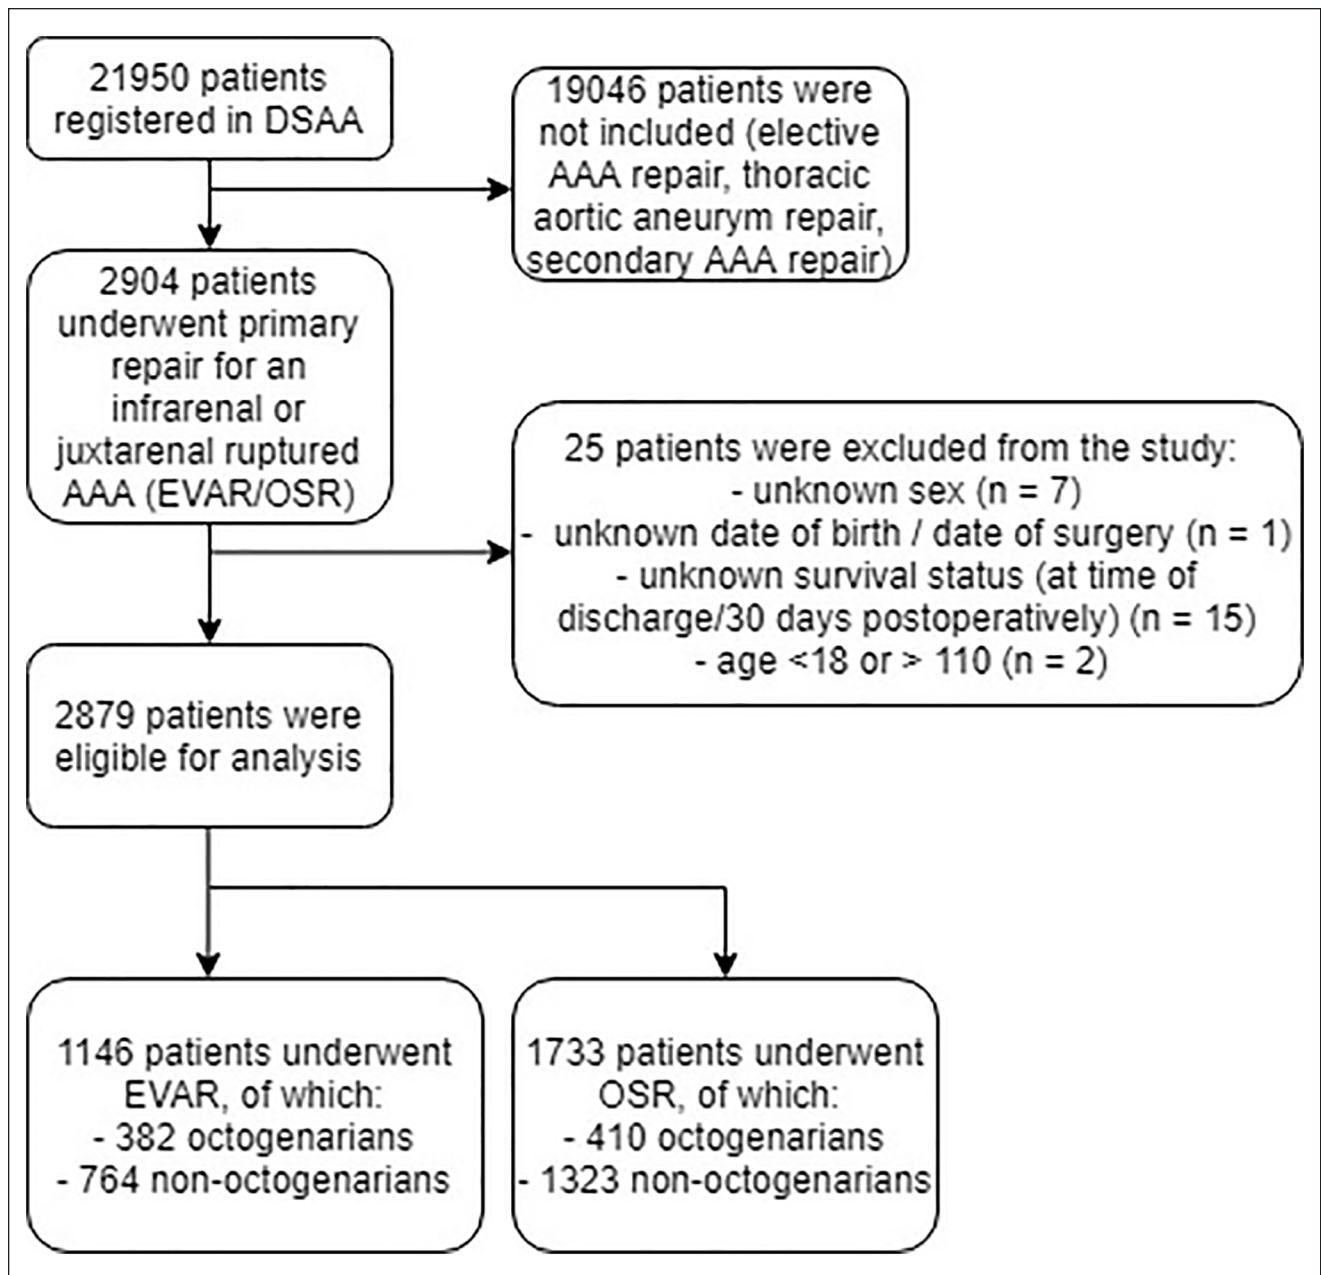 21950 patients
registered in DSAA
19046 patients were
not included (elective
AAA repair, thoracic
aortic aneurym repair,
secondary AAA repair)
2904 patients
underwent primary
repair for an
infrarenal or
juxtarenal ruptured
AAA (EVAR/OSR)
25 patients were excluded from the study:
- unknown sex (n = 7)
- unknown date of birth / date of surgery (n = 1)
- unknown survival status (at time of
discharge/30 days postoperatively) (n = 15)
- age <18 or > 110 (n = 2)
2879 patients were
eligible for analysis
1146 patients underwent
EVAR, of which:
- 382 octogenarians
- 764 non-octogenarians
1733 patients underwent
OSR, of which:
- 410 octogenarians
- 1323 non-octogenarians